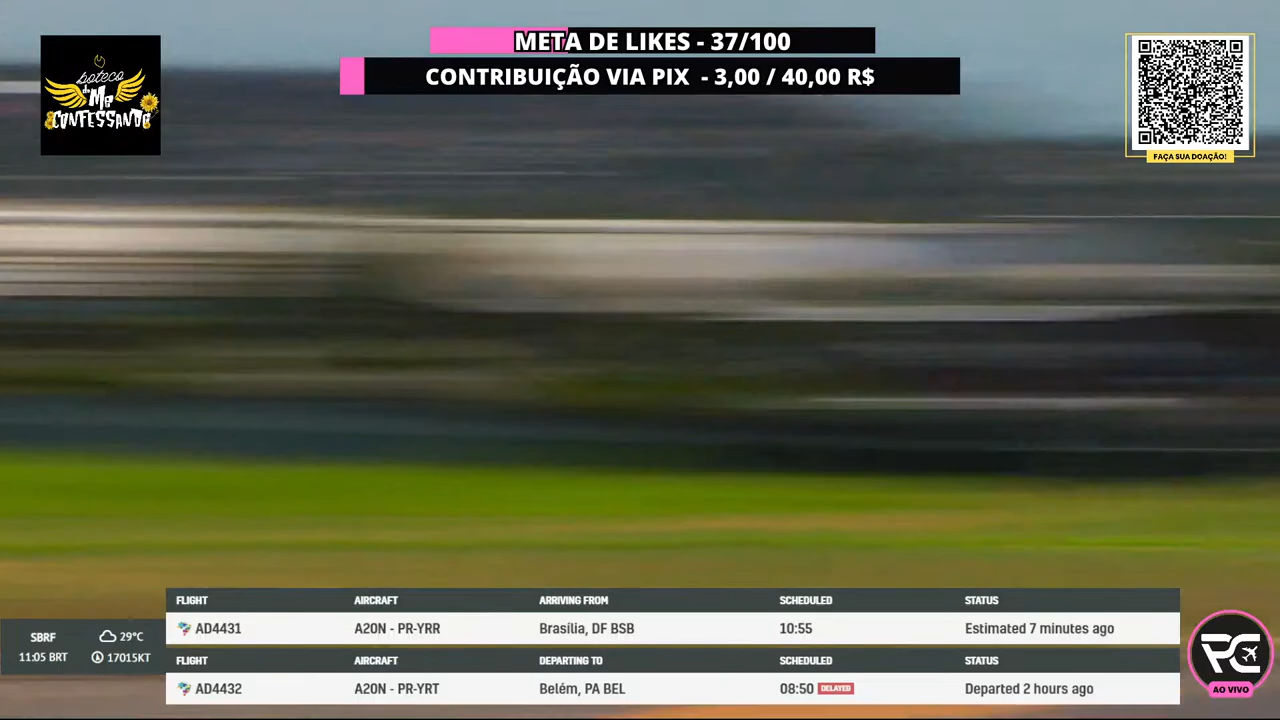 META DE LIKES - 37/100
CONTRIBUIÇÃO VIA PIX - 3,00 / 40,00 R$
boteco
do Me
CONFESSANDO
FAÇA SUA DOAÇÃO!
FLIGHT AIRCRAFT ARRIVING FROM SCHEDULED STATUS
AD4431 A20N - PR-YRR Brasília, DF BSB 10:55 Estimated 7 minutes ago
FLIGHT AIRCRAFT DEPARTING TO SCHEDULED STATUS
AD4432 A20N - PR-YRT Belém, PA BEL 08:50 DELAYED Departed 2 hours ago
SBRF 29°C
11:05 BRT 17015KT
RC
AO VIVO